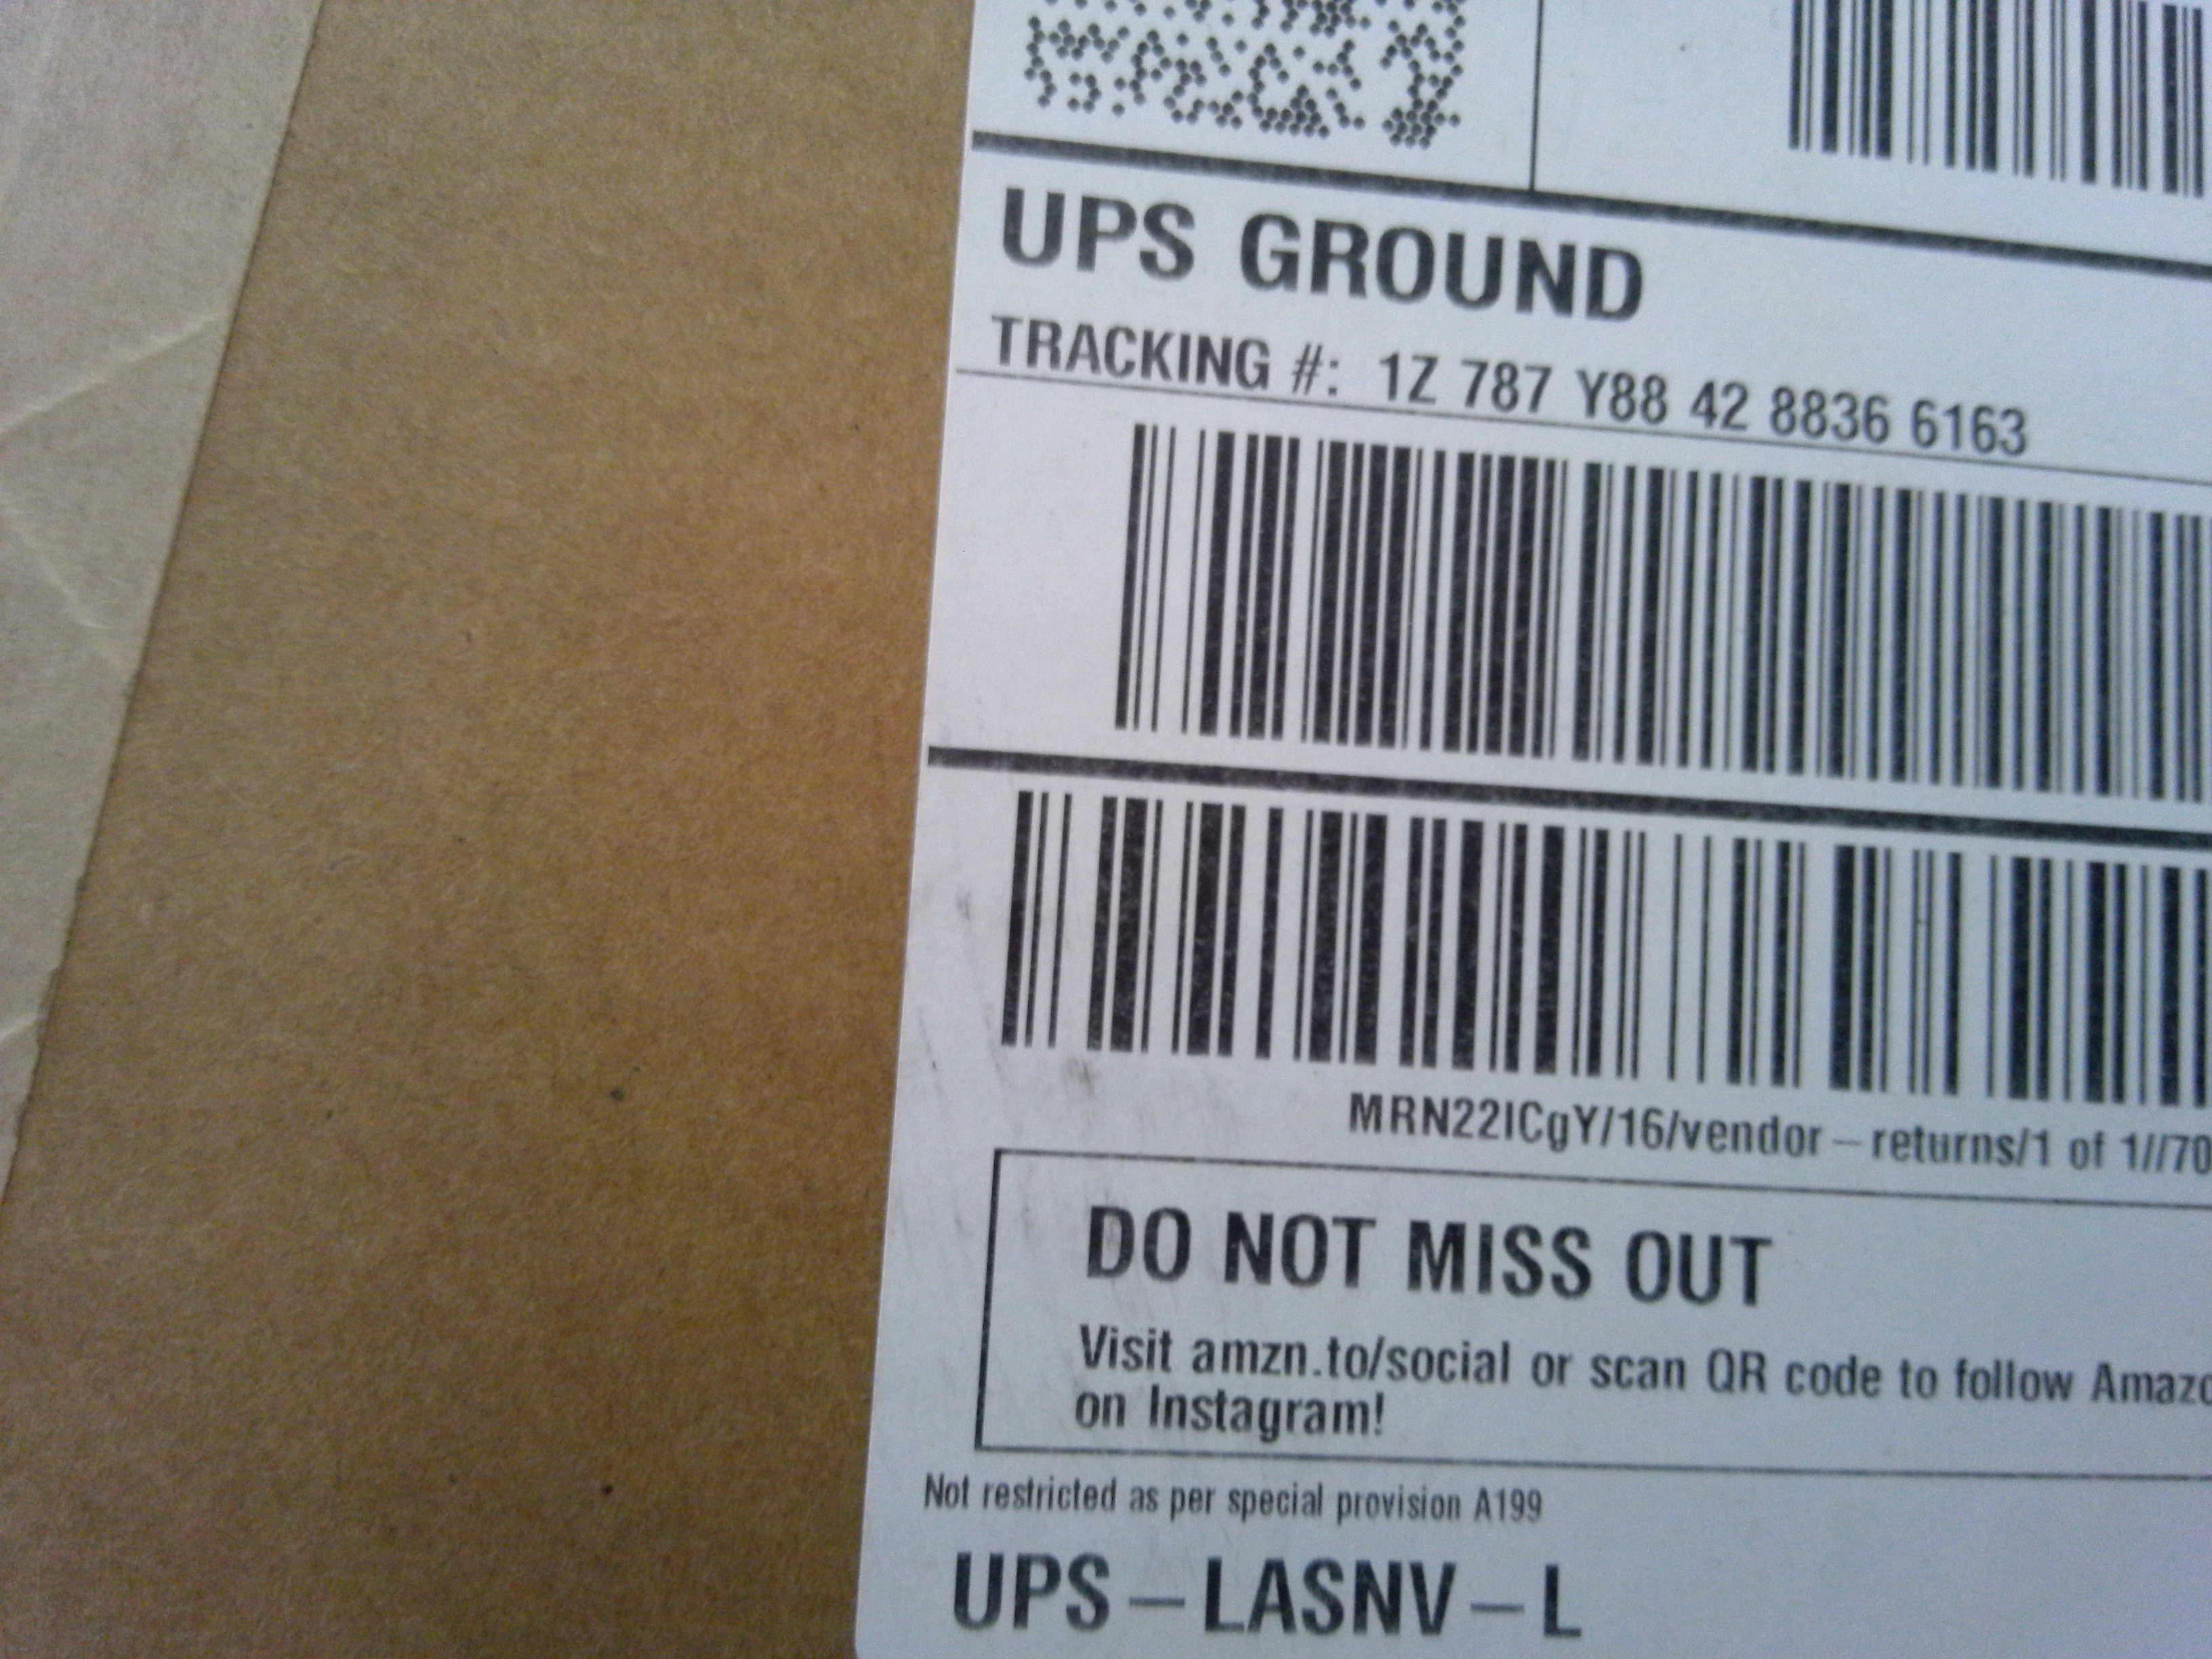 UPS GROUND
TRACKING #: 1Z 787 Y88 42 8836 6163
MRN22ICgY/16/vendor-returns/1 of 1//70
DO NOT MISS OUT
Visit amzn.to/social or scan QR code to follow
on Instagram!
Not restricted as per special provision A199
UPS-LASNV-L